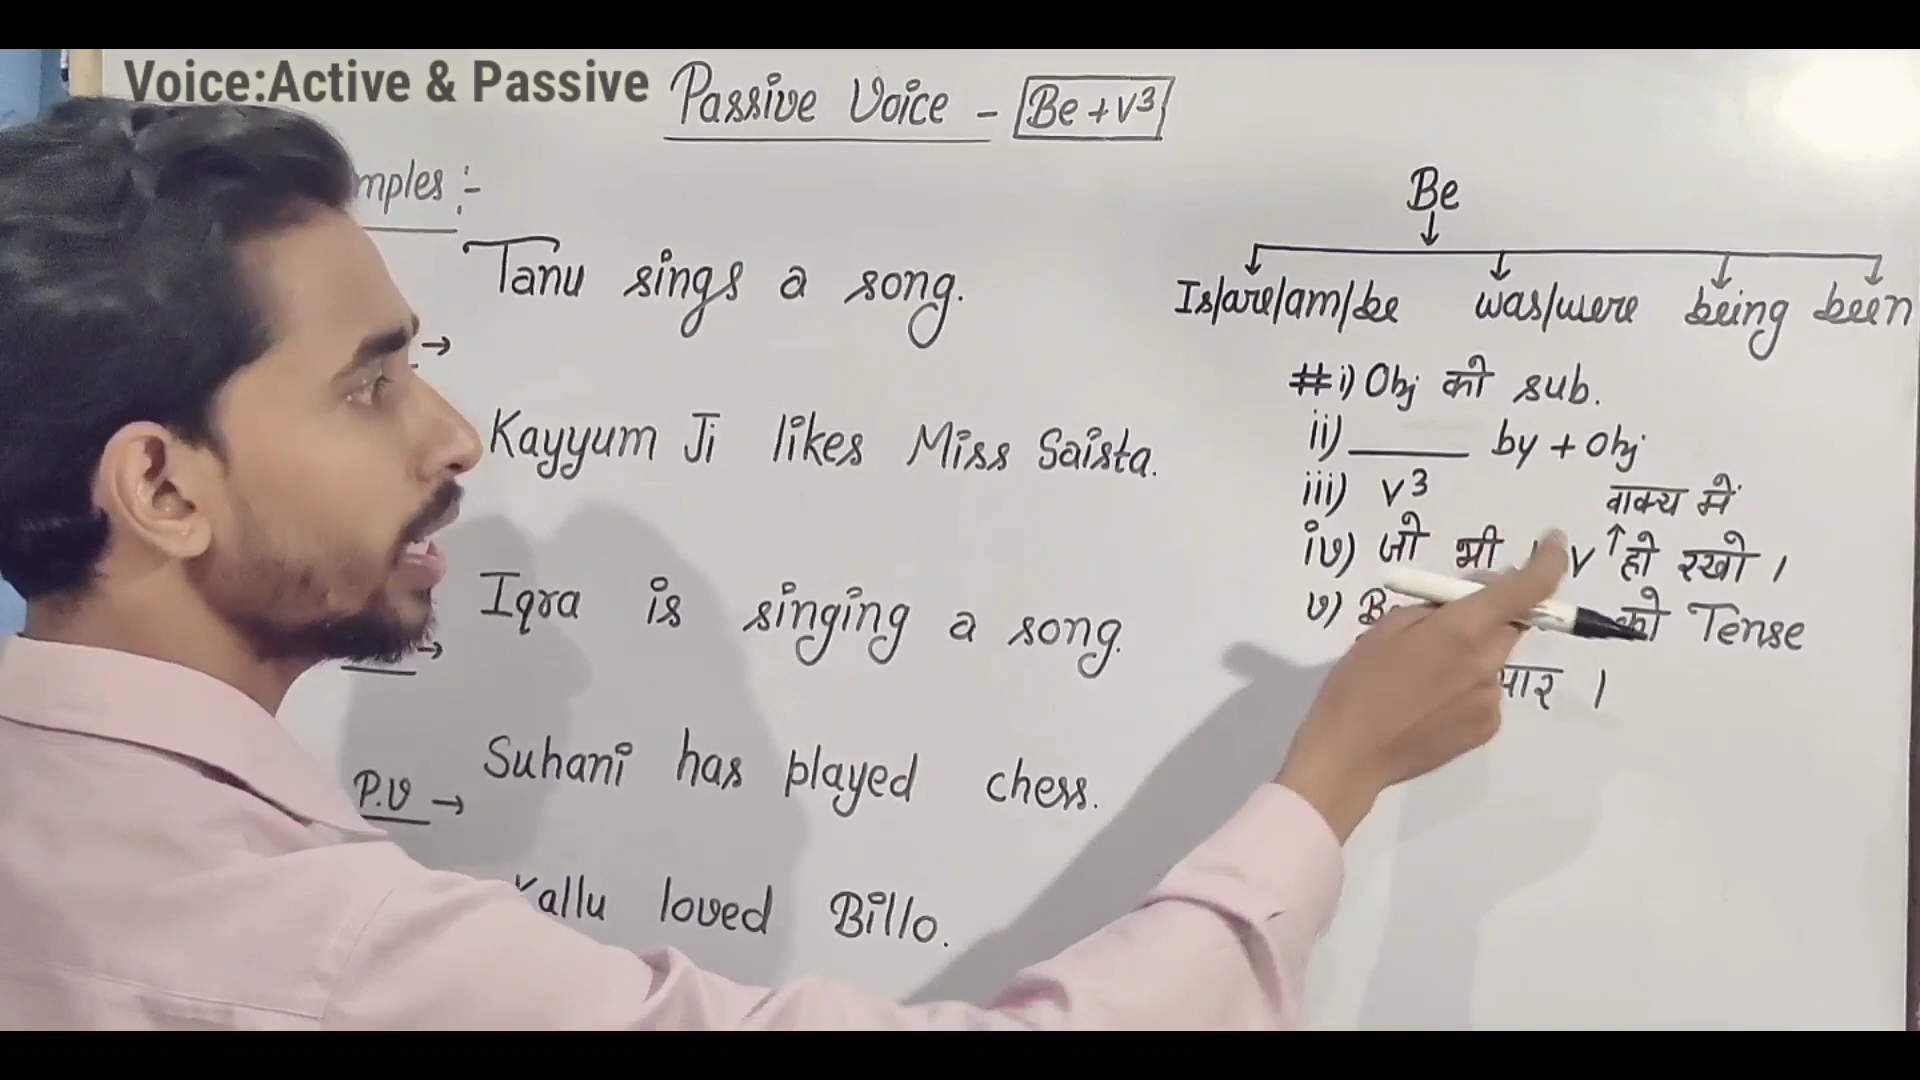 Voice:Active & Passive
Passive Voice - Be + V³
mples :-
Tanu sings a song.
→
Kayyum Ji likes Miss Saista.
Iqra is singing a song.
→
Suhani has played chess.
P.V →
Kallu loved Billo.
Be
Is/are/am/be was/were being been
# i) Obj को sub.
ii) ______ by + Obj
iii) V³
वाक्य में
iv) जो भी V ↑ हो रखो ।
v) को Tense
सार ।